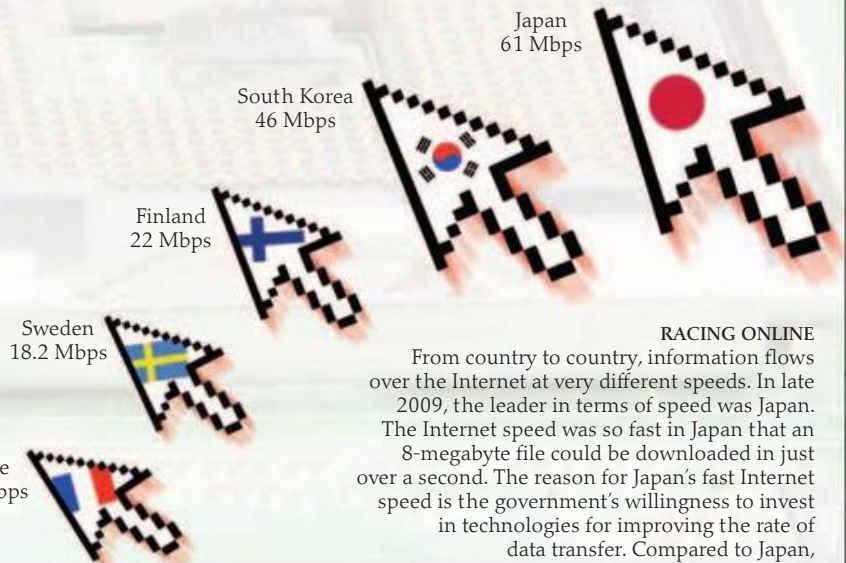 Japan
61 Mbps
South Korea
46 Mbps
Finland
22 Mbps
Sweden
18.2 Mbps
RACING ONLINE
From country to country, information flows
over the Internet at very different speeds. In late
2009, the leader in terms of speed was Japan.
The Internet speed was so fast in Japan that an
8-megabyte file could be downloaded in just
over a second. The reason for Japan's fast Internet
speed is the government's willingness to invest
in technologies for improving the rate of
data transfer. Compared to Japan,